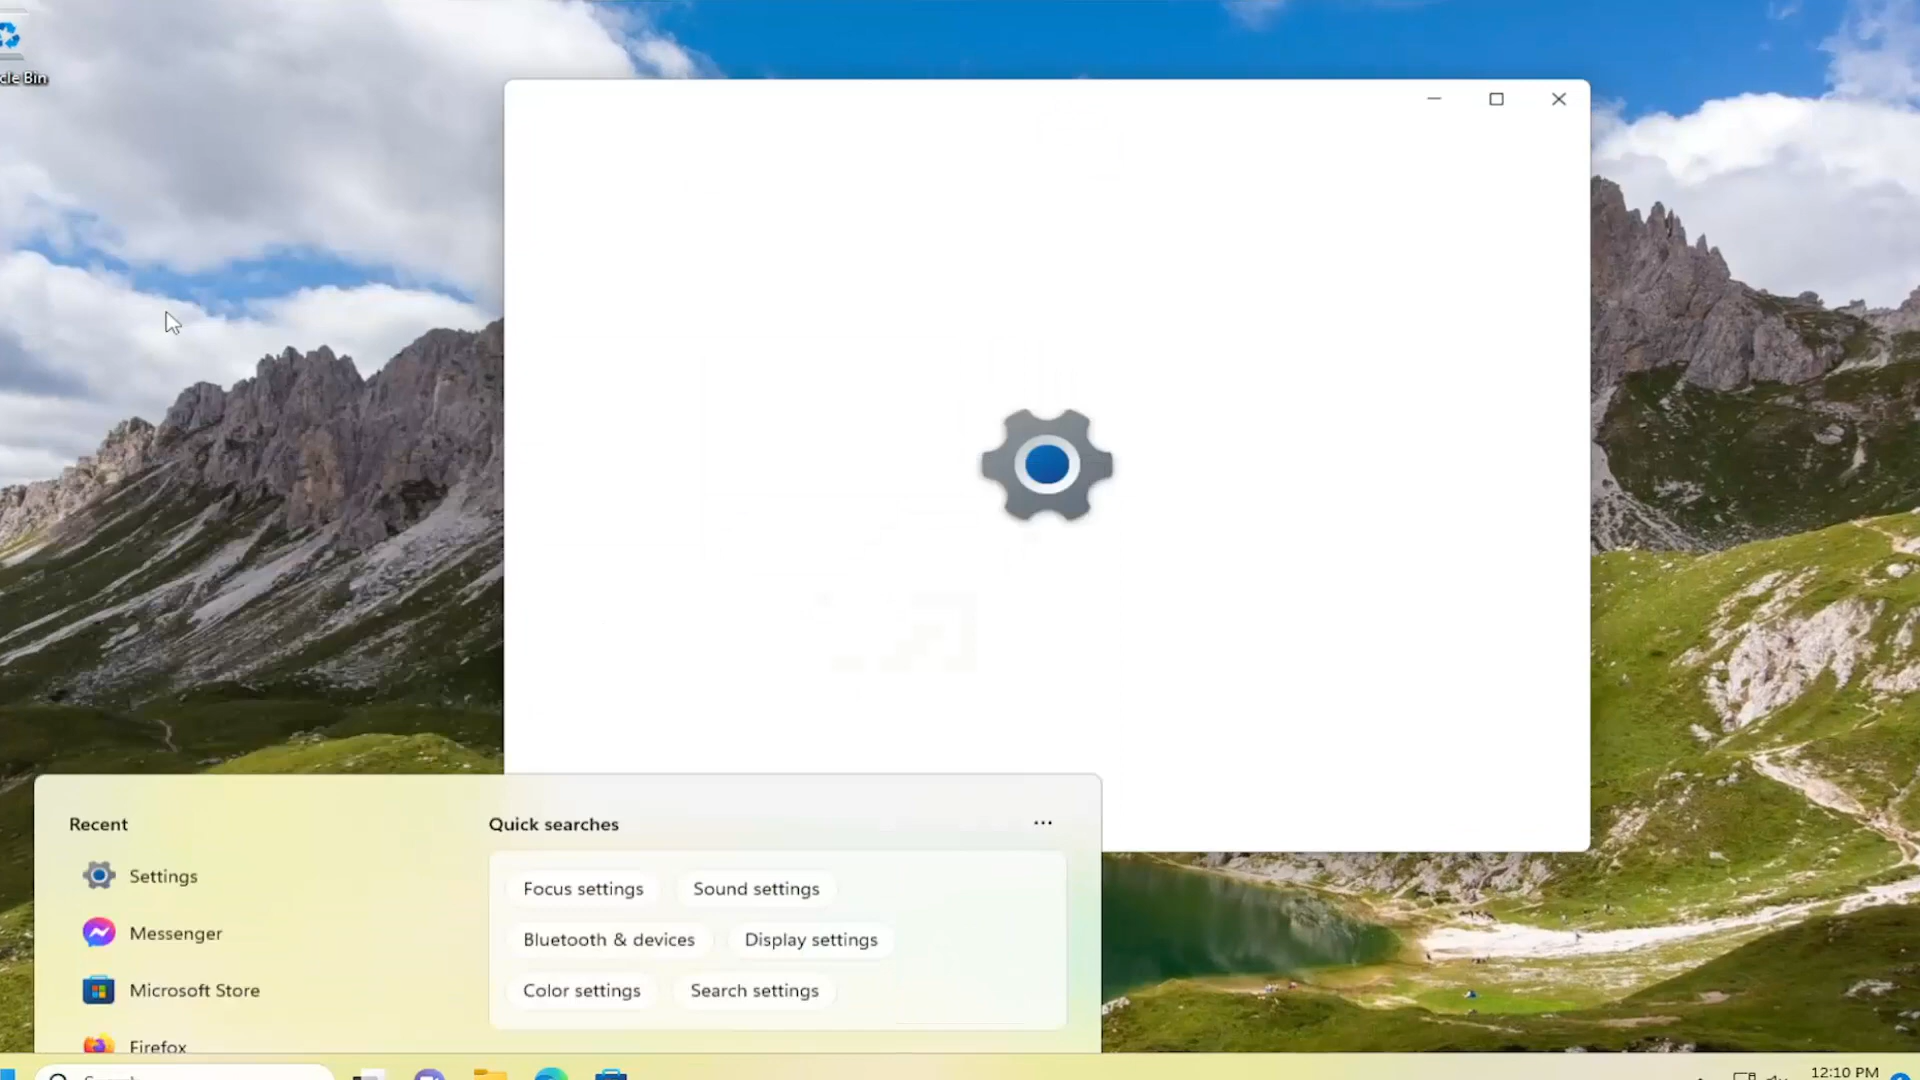 cle Bin
Recent
Quick searches
Settings
Focus settings
Sound settings
Messenger
Bluetooth & devices
Display settings
Microsoft Store
Color settings
Search settings
Firefox
12:10 PM